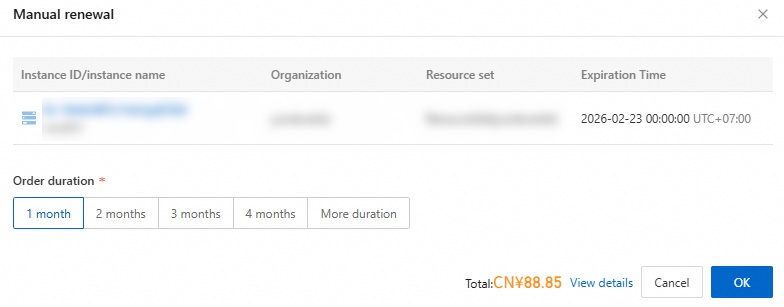 Manual renewal
Instance ID/instance name Organization Resource set Expiration Time
2026-02-23 00:00:00 UTC+07:00
Order duration *
1 month 2 months 3 months 4 months More duration
Total:CN¥88.85 View details Cancel OK